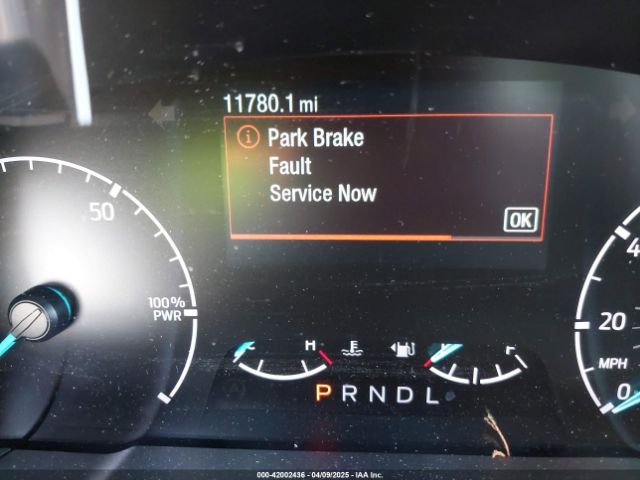 11780.1 mi
Park Brake
Fault
Service Now
OK
50
100%
PWR
H
20
MPH
0
P R N D L
000-42002436 - 04/09/2025 - IAA Inc.